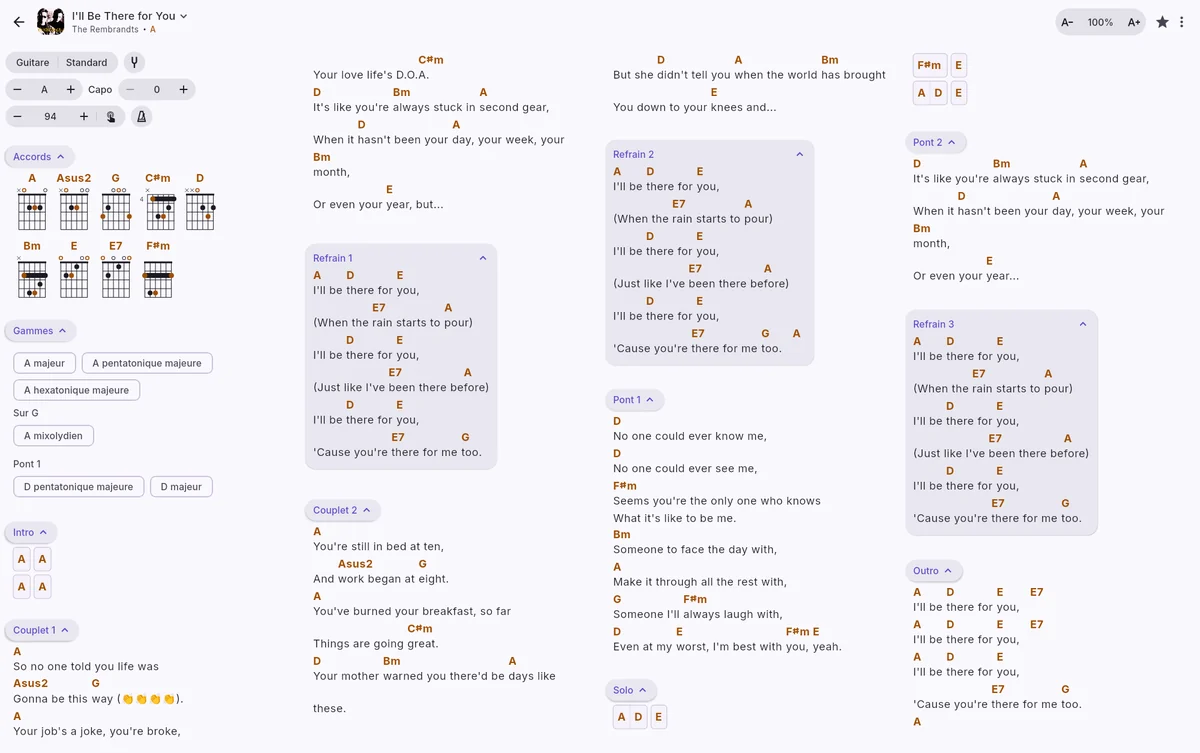 I'll Be There for You
The Rembrandts • A
A- 100% A+
Guitare Standard
− A + Capo − 0 +
− 94 +
Accords
A Asus2 G C#m D
4
Bm E E7 F#m
Gammes
A majeur A pentatonique majeure
A hexatonique majeure
Sur G
A mixolydien
Pont 1
D pentatonique majeure D majeur
Intro
A A
A A
Couplet 1
A
So no one told you life was
Asus2 G
Gonna be this way (👏👏👏👏).
A
Your job's a joke, you're broke,
C#m
Your love life's D.O.A.
D Bm A
It's like you're always stuck in second gear,
D A
When it hasn't been your day, your week, your
Bm
month,
E
Or even your year, but...
Refrain 1
A D E
I'll be there for you,
E7 A
(When the rain starts to pour)
D E
I'll be there for you,
E7 A
(Just like I've been there before)
D E
I'll be there for you,
E7 G
'Cause you're there for me too.
Couplet 2
A
You're still in bed at ten,
Asus2 G
And work began at eight.
A
You've burned your breakfast, so far
C#m
Things are going great.
D Bm A
Your mother warned you there'd be days like
these.
D A Bm
But she didn't tell you when the world has brought
E
You down to your knees and...
Refrain 2
A D E
I'll be there for you,
E7 A
(When the rain starts to pour)
D E
I'll be there for you,
E7 A
(Just like I've been there before)
D E
I'll be there for you,
E7 G A
'Cause you're there for me too.
Pont 1
D
No one could ever know me,
D
No one could ever see me,
F#m
Seems you're the only one who knows
What it's like to be me.
Bm
Someone to face the day with,
A
Make it through all the rest with,
G F#m
Someone I'll always laugh with,
D E F#m E
Even at my worst, I'm best with you, yeah.
Solo
A D E
F#m E
A D E
Pont 2
D Bm A
It's like you're always stuck in second gear,
D A
When it hasn't been your day, your week, your
Bm
month,
E
Or even your year...
Refrain 3
A D E
I'll be there for you,
E7 A
(When the rain starts to pour)
D E
I'll be there for you,
E7 A
(Just like I've been there before)
D E
I'll be there for you,
E7 G
'Cause you're there for me too.
Outro
A D E E7
I'll be there for you,
A D E E7
I'll be there for you,
A D E
I'll be there for you,
E7 G
'Cause you're there for me too.
A